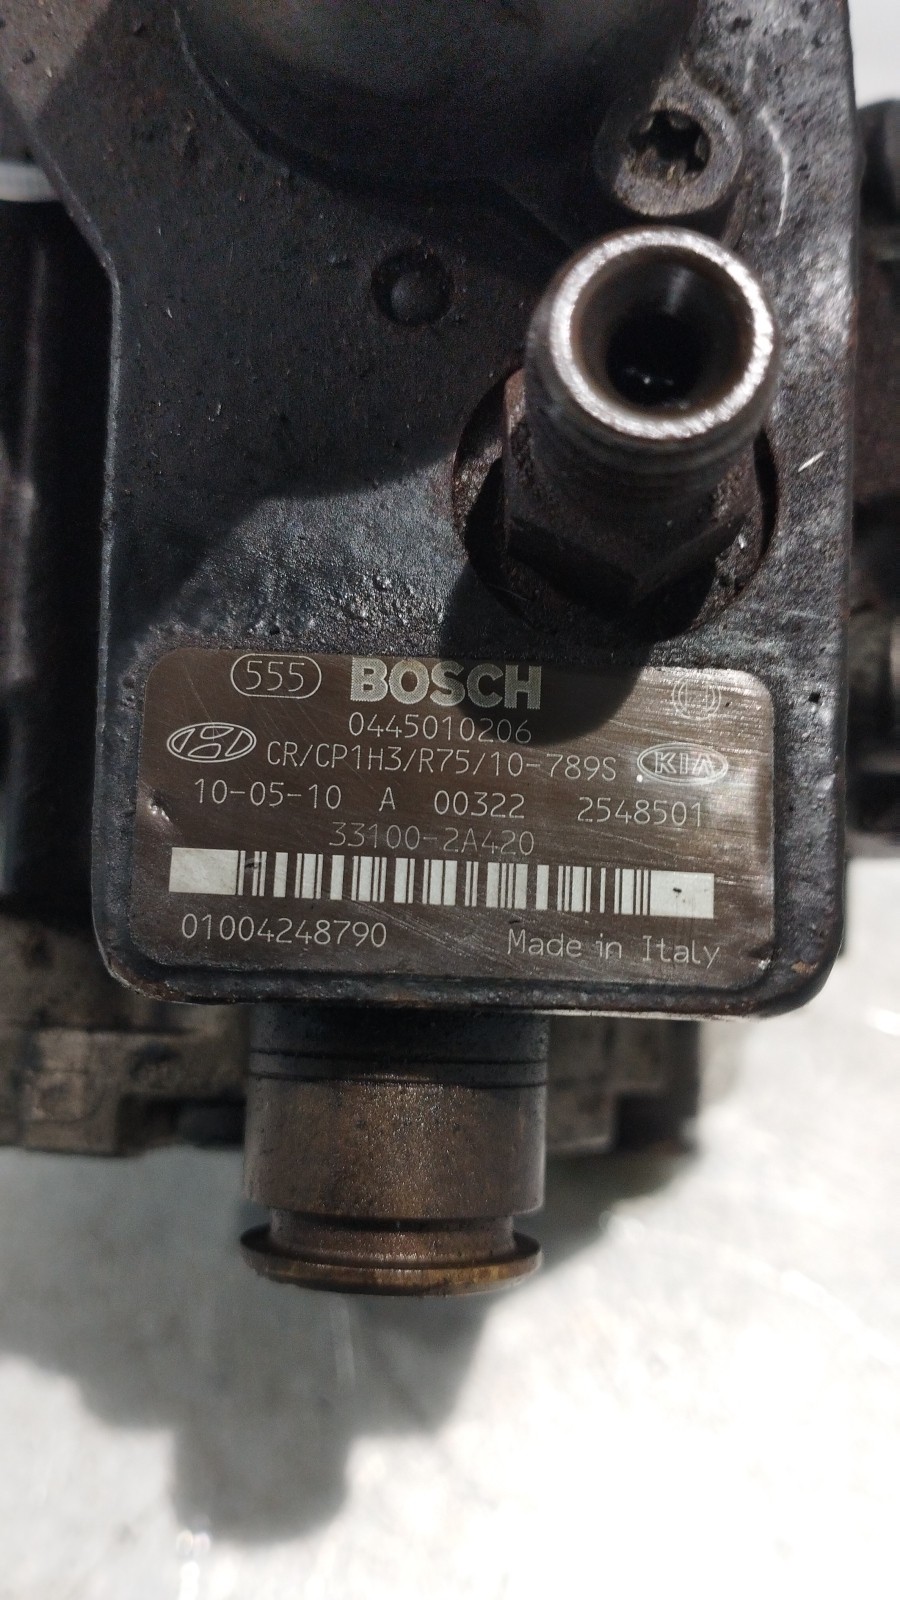 555 BOSCH
0445010206
CR/CP1H3/R75/10-789S KIA
10-05-10 A 00322 2548501
33100-2A420
01004248790 Made in Italy